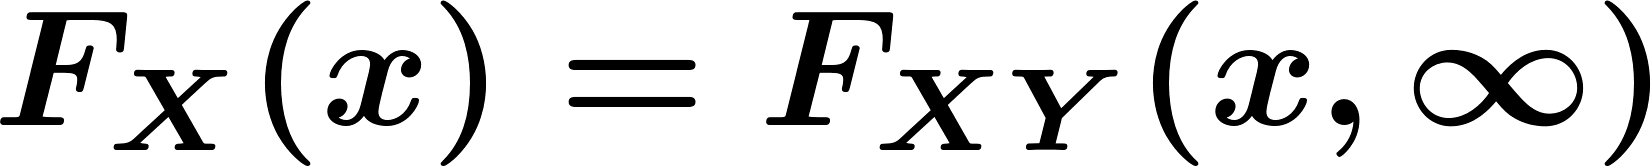 F_X(x) = F_{XY}(x, ∞)